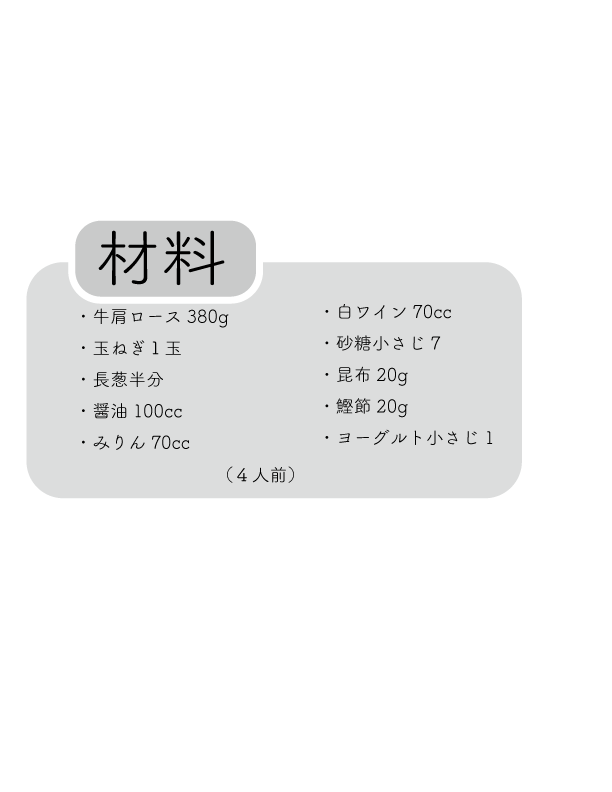 材料
・牛肩ロース 380g
・玉ねぎ1玉
・長葱半分
・醤油 100cc
・みりん 70cc
・白ワイン 70cc
・砂糖小さじ 7
・昆布 20g
・鰹節 20g
・ヨーグルト小さじ 1
（4 人前）